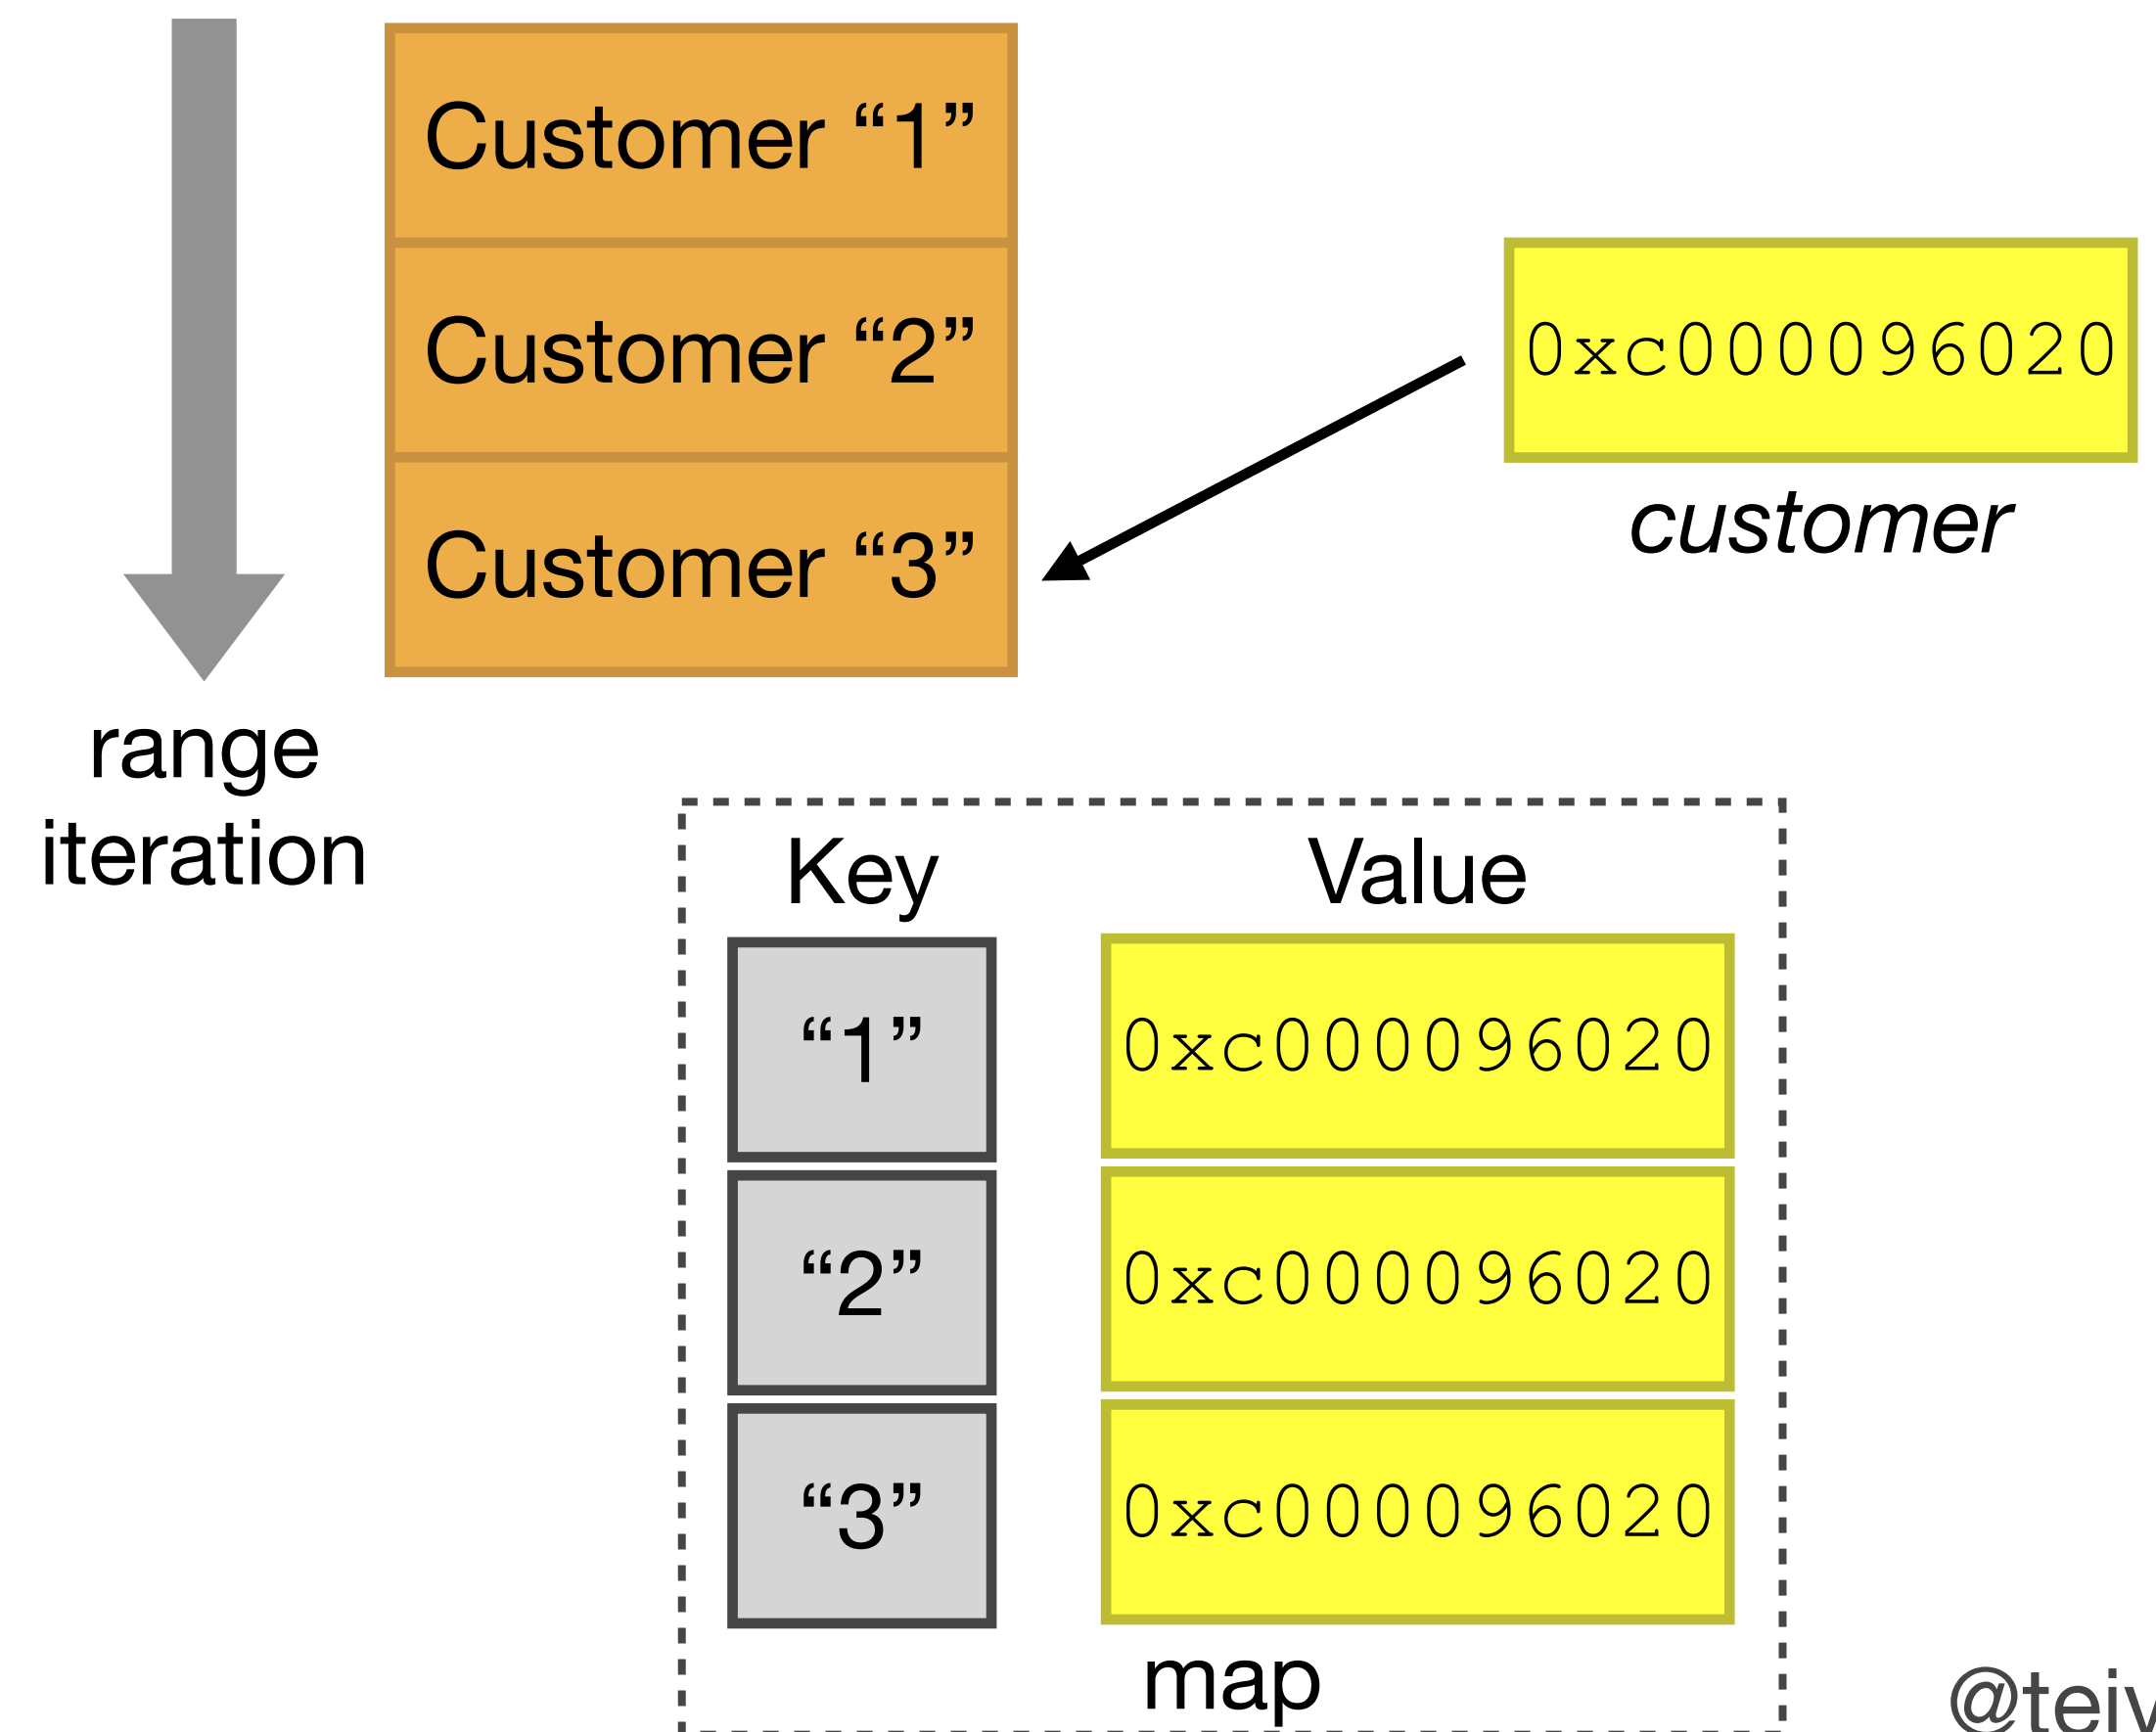 Customer “1”
Customer “2”
Customer “3”
0xc000096020
customer
range
iteration
Key Value
“1” 0xc000096020
“2” 0xc000096020
“3” 0xc000096020
map